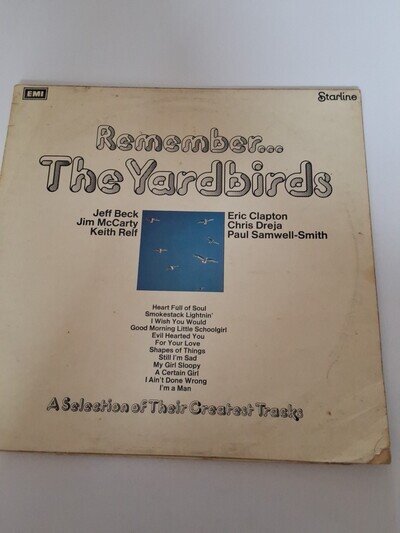 EMI
Starline
Remember...
The Yardbirds
Jeff Beck
Jim McCarty
Keith Relf
Eric Clapton
Chris Dreja
Paul Samwell-Smith
Heart Full of Soul
Smokestack Lightnin'
I Wish You Would
Good Morning Little Schoolgirl
Evil Hearted You
For Your Love
Shapes of Things
Still I'm Sad
My Girl Sloopy
A Certain Girl
I Ain't Done Wrong
I'm a Man
A Selection of Their Greatest Tracks